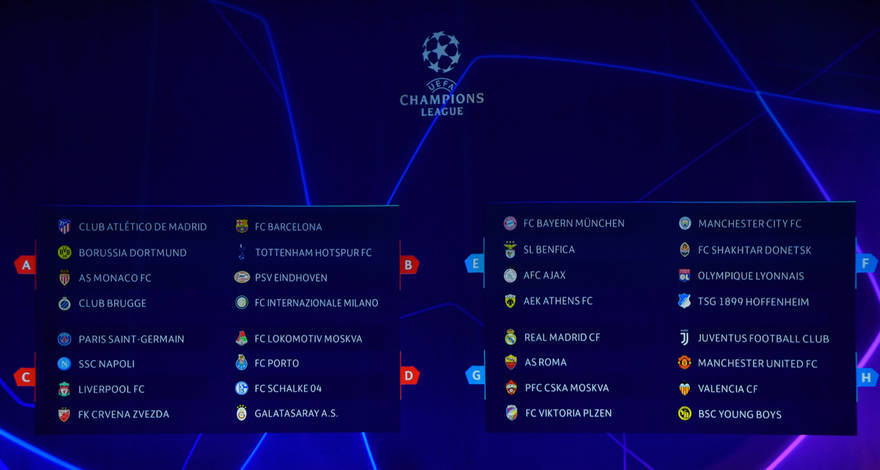 UEFA
CHAMPIONS
LEAGUE
A
CLUB ATLÉTICO DE MADRID
BORUSSIA DORTMUND
AS MONACO FC
CLUB BRUGGE
B
FC BARCELONA
TOTTENHAM HOTSPUR FC
PSV EINDHOVEN
FC INTERNAZIONALE MILANO
C
PARIS SAINT-GERMAIN
SSC NAPOLI
LIVERPOOL FC
FK CRVENA ZVEZDA
D
FC LOKOMOTIV MOSKVA
FC PORTO
FC SCHALKE 04
GALATASARAY A.S.
E
FC BAYERN MÜNCHEN
SL BENFICA
AFC AJAX
AEK ATHENS FC
F
MANCHESTER CITY FC
FC SHAKHTAR DONETSK
OLYMPIQUE LYONNAIS
TSG 1899 HOFFENHEIM
G
REAL MADRID CF
AS ROMA
PFC CSKA MOSKVA
FC VIKTORIA PLZEN
H
JUVENTUS FOOTBALL CLUB
MANCHESTER UNITED FC
VALENCIA CF
BSC YOUNG BOYS